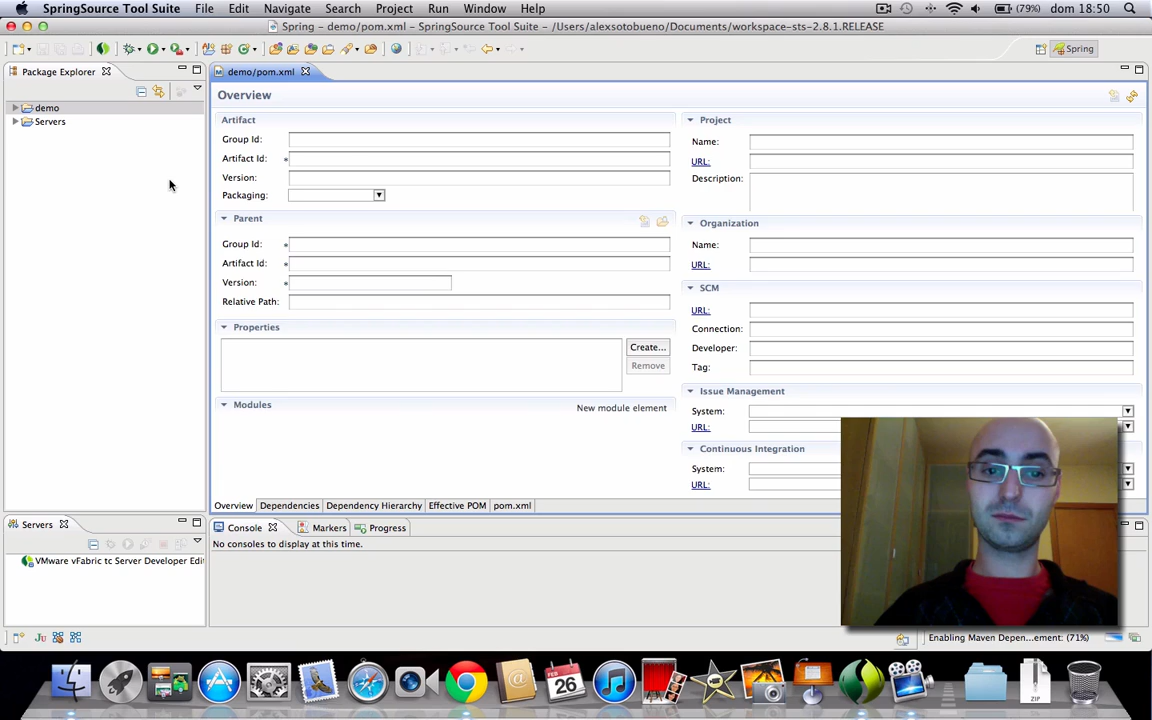 SpringSource Tool Suite File Edit Navigate Search Project Run Window Help (79%) dom 18:50
Spring – demo/pom.xml – SpringSource Tool Suite – /Users/alexsotobueno/Documents/workspace-sts-2.8.1.RELEASE
Spring
Package Explorer
demo
Servers
demo/pom.xml
Overview
Artifact
Group Id:
Artifact Id:
Version:
Packaging:
Parent
Group Id:
Artifact Id:
Version:
Relative Path:
Properties
Create...
Remove
Modules
New module element
Project
Name:
URL:
Description:
Organization
Name:
URL:
SCM
URL:
Connection:
Developer:
Tag:
Issue Management
System:
URL:
Continuous Integration
System:
URL:
Overview Dependencies Dependency Hierarchy Effective POM pom.xml
Servers
VMware vFabric tc Server Developer Edit
Console Markers Progress
No consoles to display at this time.
Ju
Enabling Maven Depen...ement: (71%)
FEB
26
ZIP